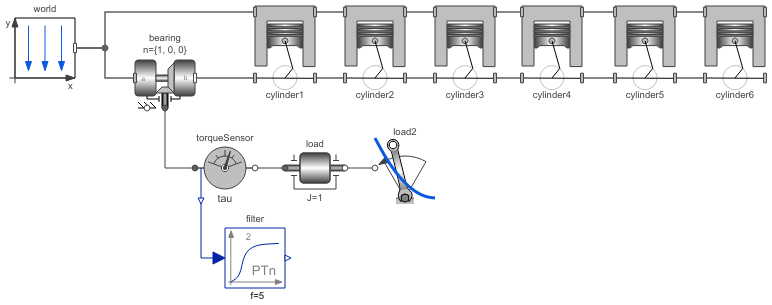 world
y
x
bearing
n={1, 0, 0}
a
b
cylinder1
cylinder2
cylinder3
cylinder4
cylinder5
cylinder6
torqueSensor
tau
load
J=1
load2
filter
2
PTn
f=5